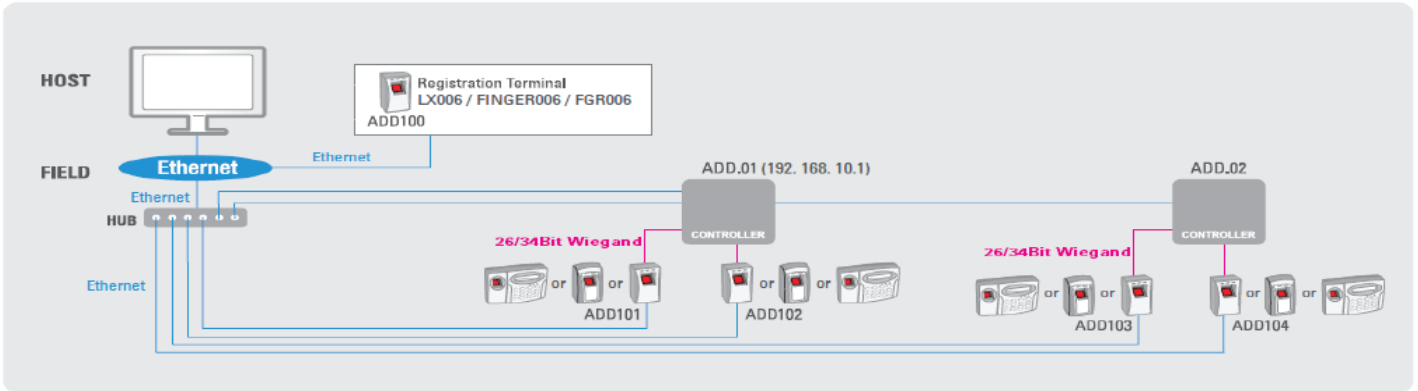 HOST
Registration Terminal
LX006 / FINGER006 / FGR006
ADD100
FIELD
Ethernet
Ethernet
Ethernet
HUB
ADD.01 (192. 168. 10.1)
ADD.02
CONTROLLER
CONTROLLER
26/34Bit Wiegand
26/34Bit Wiegand
Ethernet
or or
or or
or or
or or
ADD101
ADD102
ADD103
ADD104